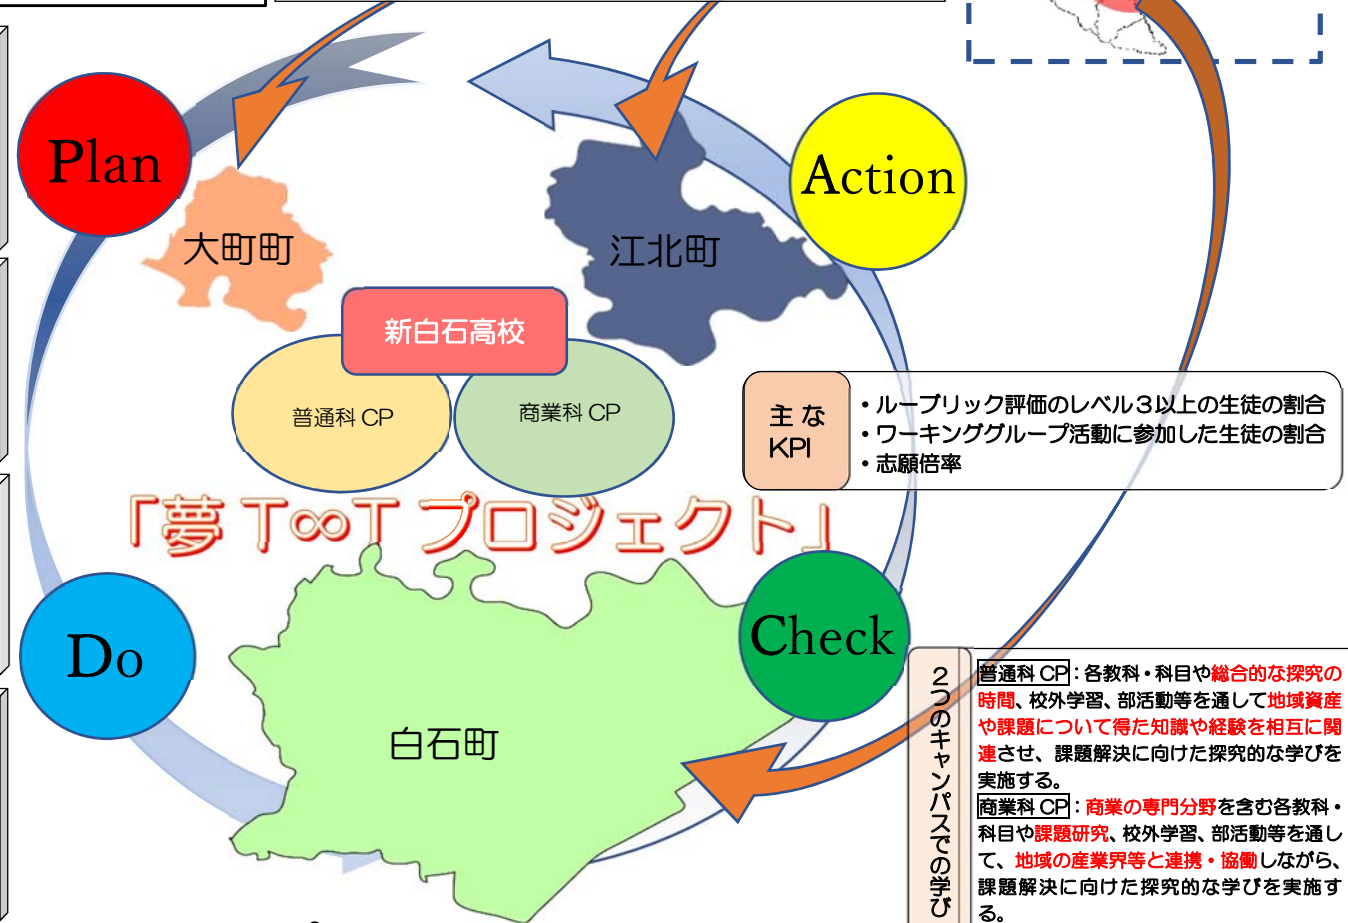 Plan
Action
大町町
江北町
新白石高校
普通科 CP
商業科 CP
主な
KPI
・ルーブリック評価のレベル３以上の生徒の割合
・ワーキンググループ活動に参加した生徒の割合
・志願倍率
「夢 T∞T プロジェクト」
Do
Check
白石町
２つのキャンパスでの学び
普通科 CP：各教科・科目や総合的な探究の
時間、校外学習、部活動等を通して地域資産
や課題について得た知識や経験を相互に関
連させ、課題解決に向けた探究的な学びを
実施する。
商業科 CP：商業の専門分野を含む各教科・
科目や課題研究、校外学習、部活動等を通し
て、地域の産業界等と連携・協働しながら、
課題解決に向けた探究的な学びを実施す
る。